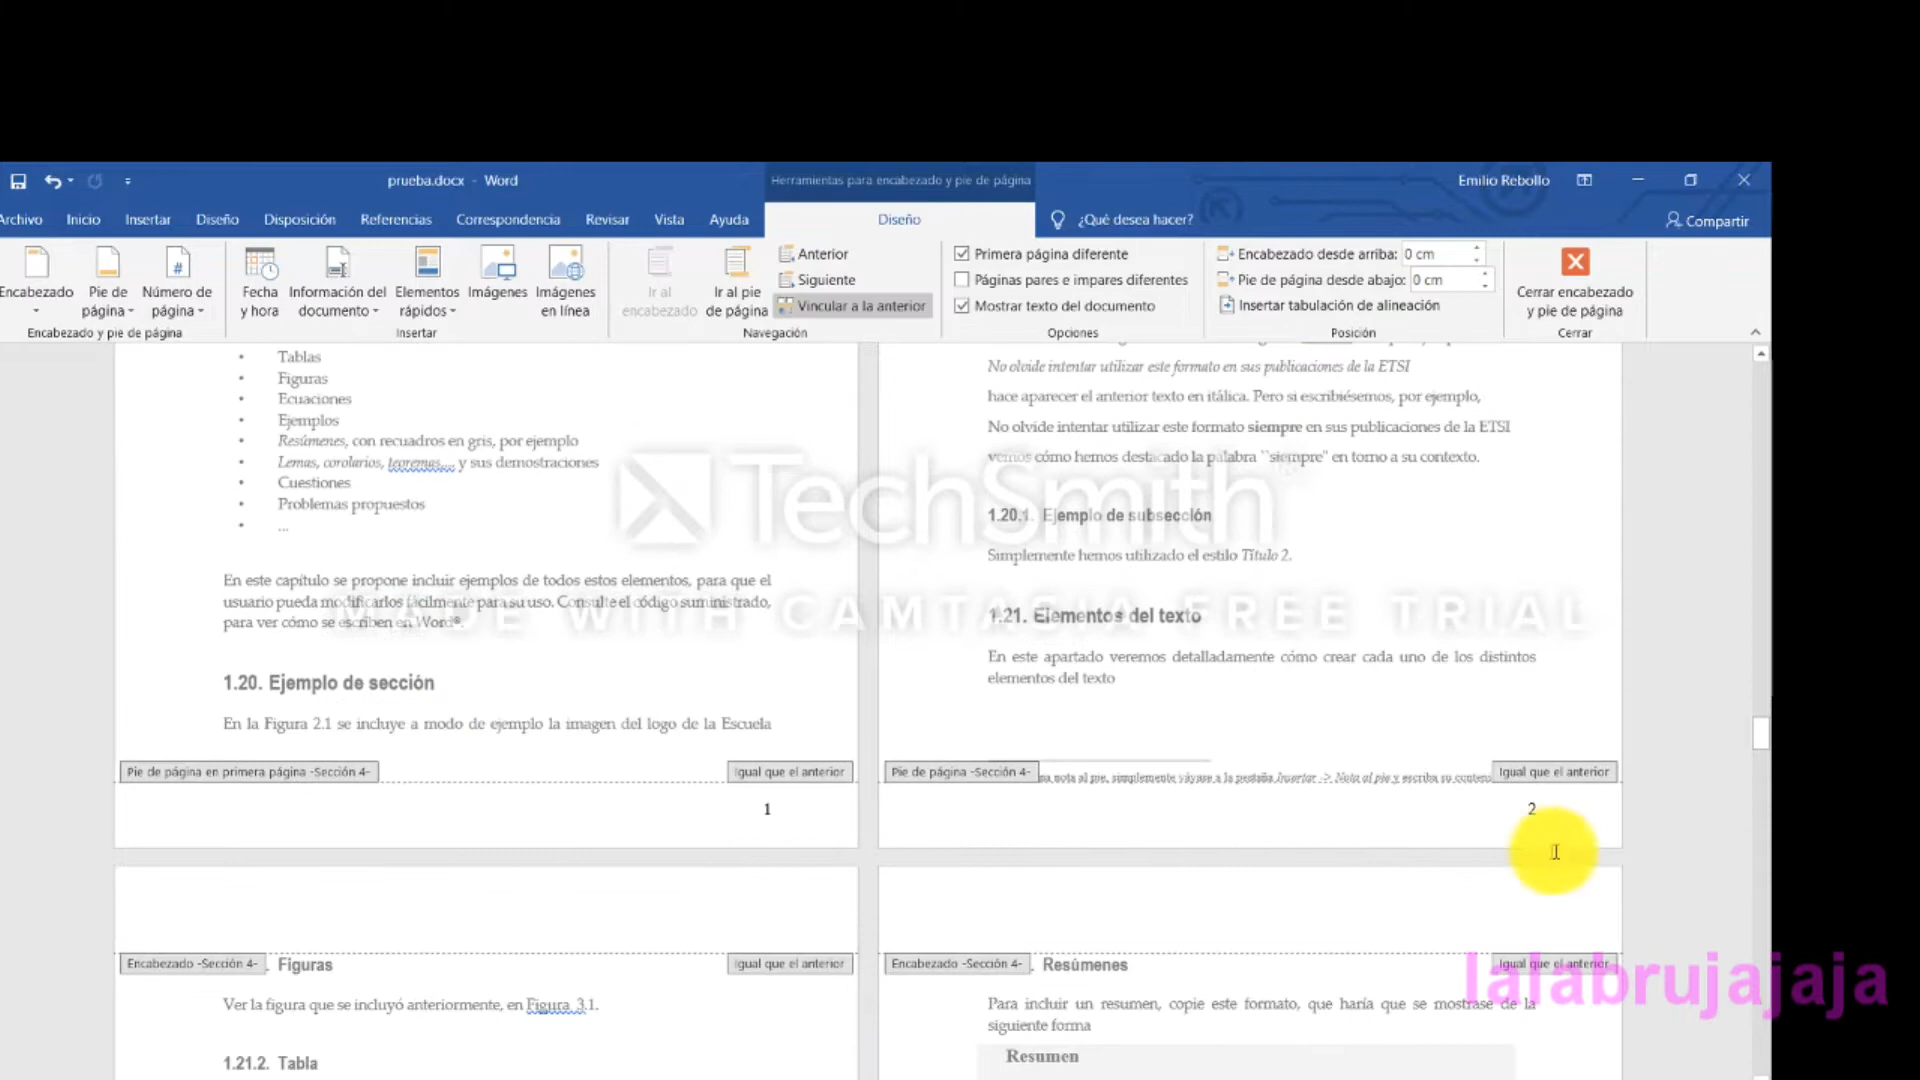 prueba.docx - Word
Herramientas para encabezado y pie de página
Emilio Rebollo
Archivo Inicio Insertar Diseño Disposición Referencias Correspondencia Revisar Vista Ayuda Diseño ¿Qué desea hacer? Compartir
Encabezado
Pie de página
Número de página
Encabezado y pie de página
Fecha y hora
Información del documento
Elementos rápidos
Imágenes
Imágenes en línea
Insertar
Ir al encabezado
Ir al pie de página
Anterior
Siguiente
Vincular a la anterior
Navegación
Primera página diferente
Páginas pares e impares diferentes
Mostrar texto del documento
Opciones
Encabezado desde arriba: 0 cm
Pie de página desde abajo: 0 cm
Insertar tabulación de alineación
Posición
Cerrar encabezado y pie de página
Cerrar
• Tablas
• Figuras
• Ecuaciones
• Ejemplos
• Resúmenes, con recuadros en gris, por ejemplo
• Lemas, corolarios, teoremas,... y sus demostraciones
• Cuestiones
• Problemas propuestos
• ...
En este capítulo se propone incluir ejemplos de todos estos elementos, para que el
usuario pueda modificarlos fácilmente para su uso. Consulte el código suministrado,
para ver cómo se escriben en Word®.
1.20. Ejemplo de sección
En la Figura 2.1 se incluye a modo de ejemplo la imagen del logo de la Escuela
Pie de página en primera página -Sección 4- Igual que el anterior
1
No olvide intentar utilizar este formato en sus publicaciones de la ETSI
hace aparecer el anterior texto en itálica. Pero si escribiésemos, por ejemplo,
No olvide intentar utilizar este formato siempre en sus publicaciones de la ETSI
vemos cómo hemos destacado la palabra ``siempre'' en torno a su contexto.
1.20.1. Ejemplo de subsección
Simplemente hemos utilizado el estilo Título 2.
1.21. Elementos del texto
En este apartado veremos detalladamente cómo crear cada uno de los distintos
elementos del texto
Pie de página -Sección 4- na nota al pie, simplemente váyase a la pestaña Insertar -> Nota al pie y escriba su Igual que el anterior
2
Encabezado -Sección 4- . Figuras Igual que el anterior
Ver la figura que se incluyó anteriormente, en Figura 3.1.
1.21.2. Tabla
Encabezado -Sección 4- . Resúmenes Igual que el anterior
Para incluir un resumen, copie este formato, que haría que se mostrase de la
siguiente forma
Resumen
TechSmith
MADE WITH CAMTASIA FREE TRIAL
lalabrujajaja